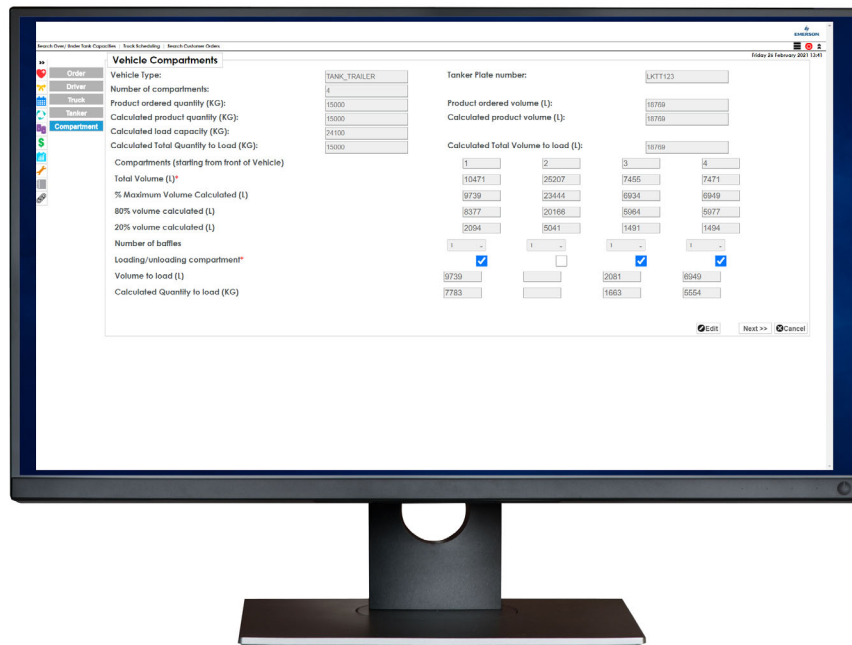 EMERSON
Search Over/ Under Tank Capacities | Truck Scheduling | Search Customer Orders
Friday 26 February 2021 13:41
Vehicle Compartments
Order
Driver
Truck
Tanker
Compartment
Vehicle Type: TANK_TRAILER Tanker Plate number: LKTT123
Number of compartments: 4
Product ordered quantity (KG): 15000 Product ordered volume (L): 18769
Calculated product quantity (KG): 15000 Calculated product volume (L): 18769
Calculated load capacity (KG): 24100
Calculated Total Quantity to Load (KG): 15000 Calculated Total Volume to load (L): 18769
Compartments (starting from front of Vehicle) 1 2 3 4
Total Volume (L)* 10471 25207 7455 7471
% Maximum Volume Calculated (L) 9739 23444 6934 6949
80% volume calculated (L) 8377 20166 5964 5977
20% volume calculated (L) 2094 5041 1491 1494
Number of baffles 1 1 1 1
Loading/unloading compartment*
Volume to load (L) 9739 2081 6949
Calculated Quantity to load (KG) 7783 1663 5554
Edit Next >> Cancel